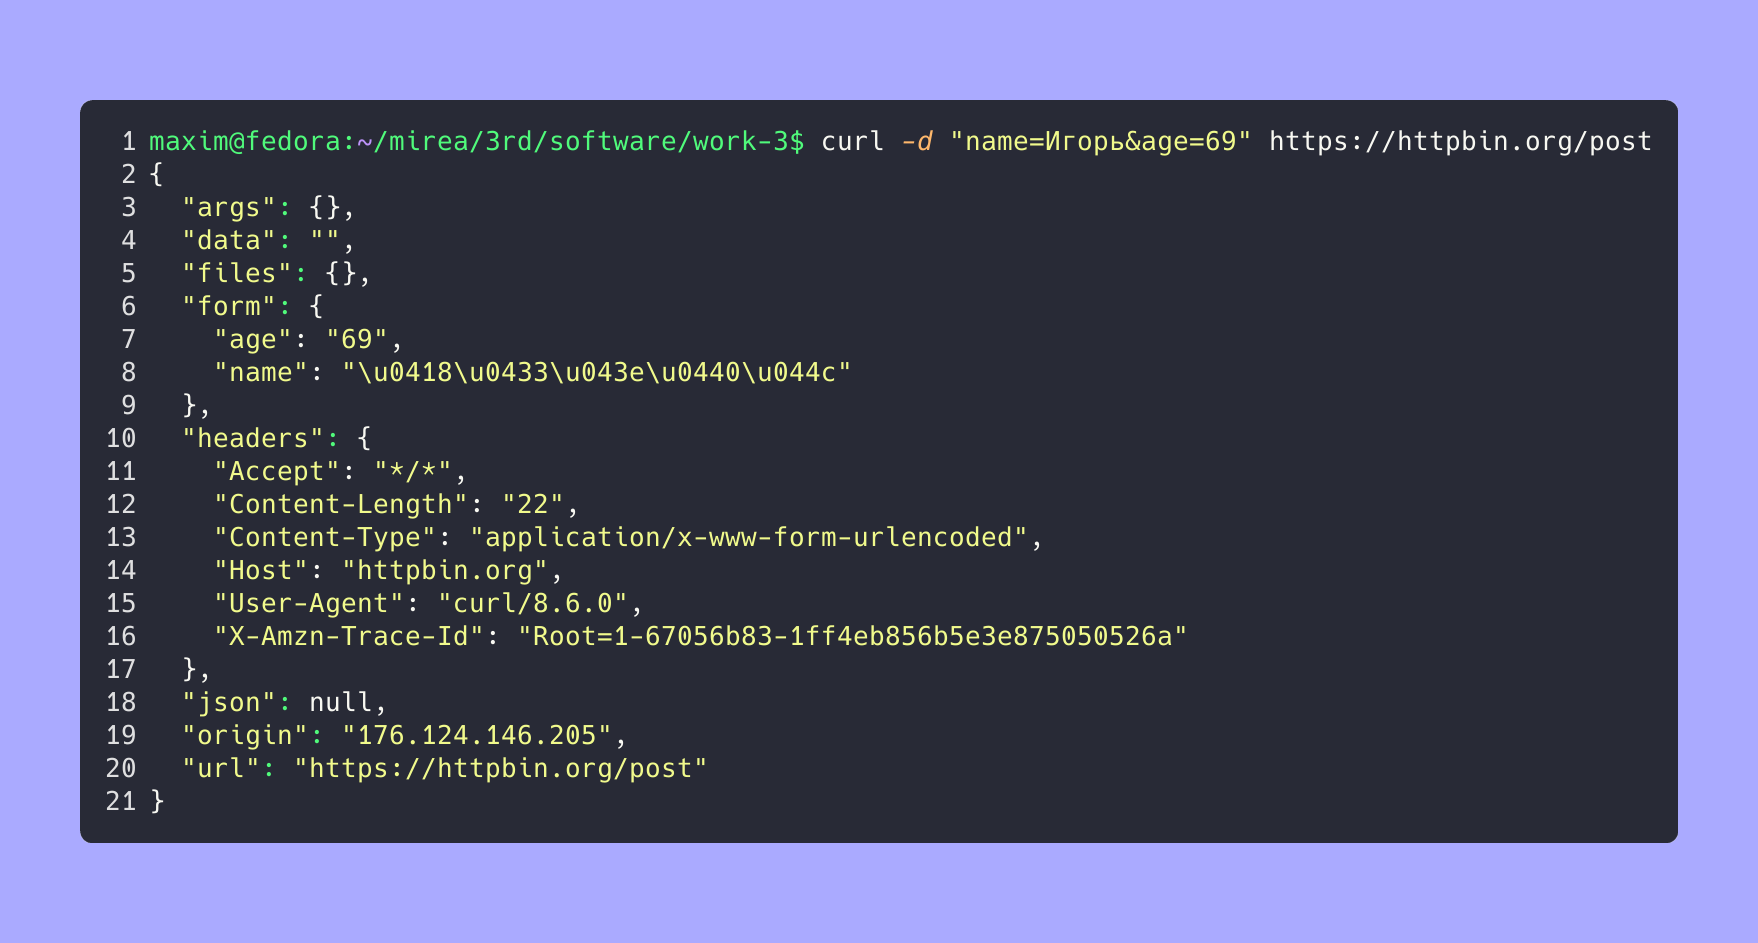 1 maxim@fedora:~/mirea/3rd/software/work-3$ curl -d "name=Игорь&age=69" https://httpbin.org/post
2 {
3   "args": {},
4   "data": "",
5   "files": {},
6   "form": {
7     "age": "69",
8     "name": "\u0418\u0433\u043e\u0440\u044c"
9   },
10   "headers": {
11     "Accept": "*/*",
12     "Content-Length": "22",
13     "Content-Type": "application/x-www-form-urlencoded",
14     "Host": "httpbin.org",
15     "User-Agent": "curl/8.6.0",
16     "X-Amzn-Trace-Id": "Root=1-67056b83-1ff4eb856b5e3e875050526a"
17   },
18   "json": null,
19   "origin": "176.124.146.205",
20   "url": "https://httpbin.org/post"
21 }